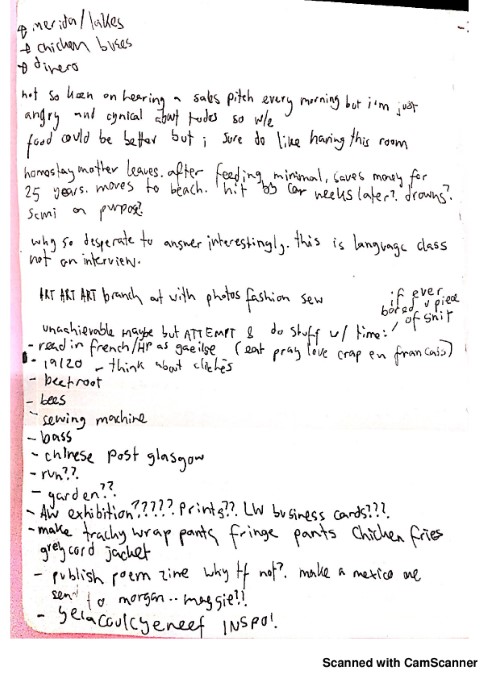 merida/lakes
chicken buses
dinero
not so keen on hearing a sales pitch every morning but i'm just
angry and cynical about dudes so w/e
food could be better but i sure do like having this room
homestay mother leaves. after feeding minimal, saves money for
25 years. moves to beach. hit by car weeks later?. drowns?.
semi on purpose?
why so desperate to answer interestingly. this is language class
not an interview.
ART ART ART branch out with photos fashion sew
if ever
bored u piece
of shit
unachievable maybe but ATTEMPT & do stuff w/ time:
- read in french/HP as gaeilge (eat pray love crap en francais)
- 19/20 - think about clichés
- beetroot
- bees
- sewing machine
- bass
- chinese post glasgow
- run??
- garden??
- AW exhibition????? Prints?? LW business cards???
- make trachy wrap pants fringe pants chicken fries
grey cord jacket
- publish poem zine why tf not?. make a mexico one
send to morgan.. maggie?!
- INSPO!
Scanned with CamScanner